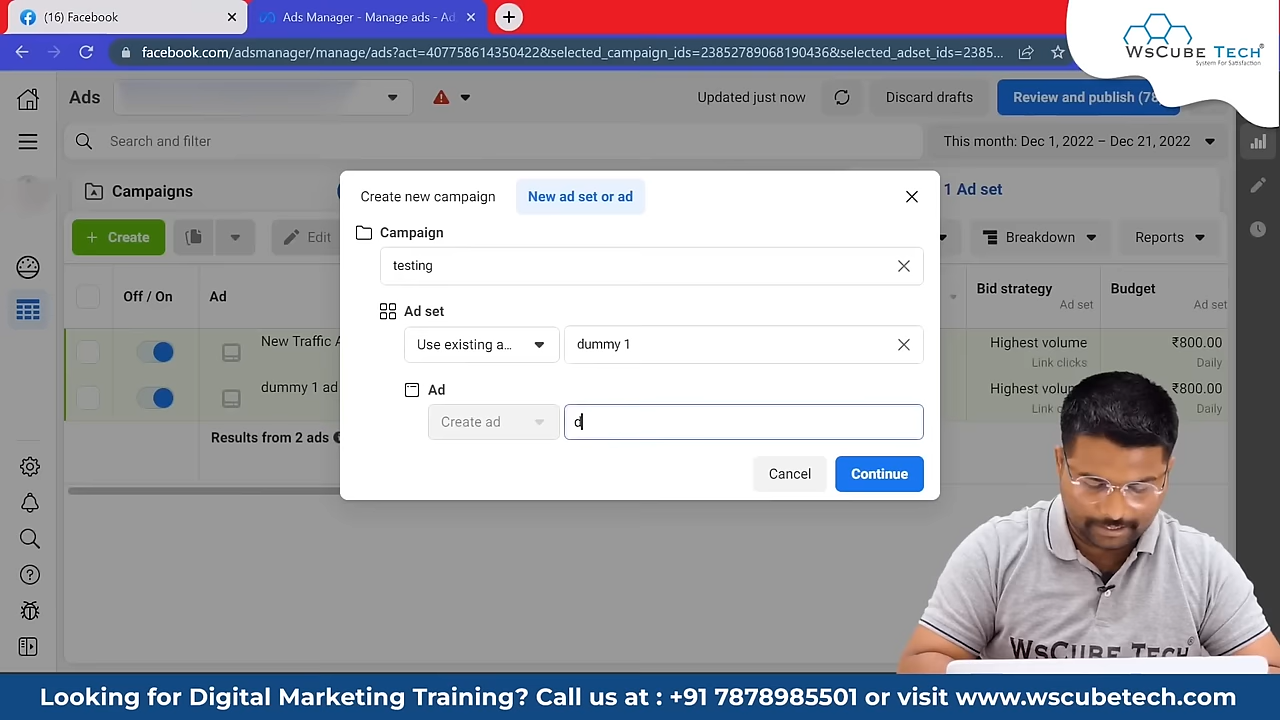 (16) Facebook
Ads Manager - Manage ads - Ad
facebook.com/adsmanager/manage/ads?act=407758614350422&selected_campaign_ids=23852789068190436&selected_adset_ids=2385...
WsCube Tech®
System For Satisfaction
Ads
Updated just now
Discard drafts
Review and publish (78
Search and filter
This month: Dec 1, 2022 – Dec 21, 2022
Campaigns
1 Ad set
Create new campaign
New ad set or ad
+ Create
Edit
Breakdown
Reports
Campaign
testing
Off / On
Ad
Bid strategy
Ad set
Budget
Ad set
Ad set
Use existing a...
dummy 1
New Traffic A
Highest volume
Link clicks
₹800.00
Daily
dummy 1 ad
Highest volu
Link c
₹800.00
Daily
Ad
Create ad
d
Results from 2 ads
Cancel
Continue
WsCube Tech®
Looking for Digital Marketing Training? Call us at : +91 7878985501 or visit www.wscubetech.com